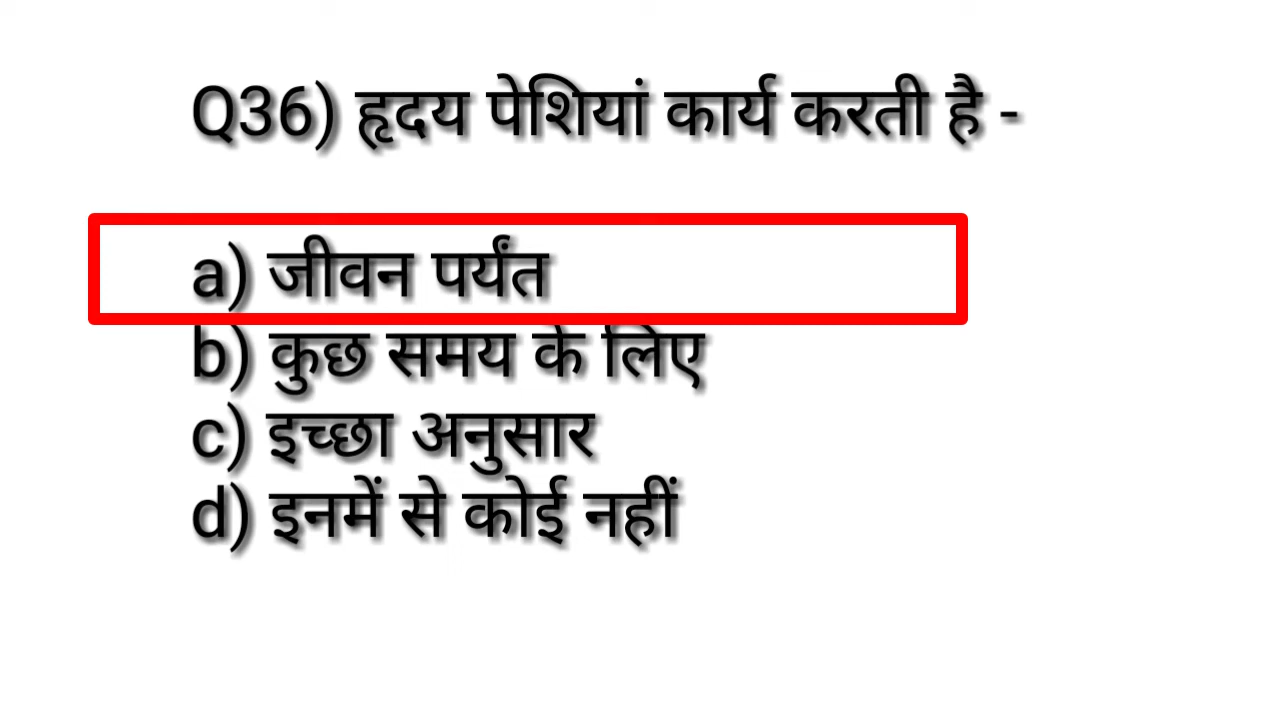 Q36) हृदय पेशियां कार्य करती है -
a) जीवन पर्यंत
b) कुछ समय के लिए
c) इच्छा अनुसार
d) इनमें से कोई नहीं